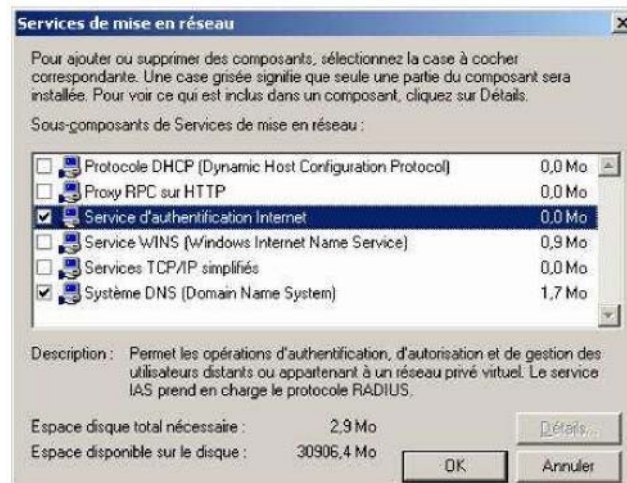 Services de mise en réseau
Pour ajouter ou supprimer des composants, sélectionnez la case à cocher
correspondante. Une case grisée signifie que seule une partie du composant sera
installée. Pour voir ce qui est inclus dans un composant, cliquez sur Détails.
Sous-composants de Services de mise en réseau :
Protocole DHCP (Dynamic Host Configuration Protocol) 0,0 Mo
Proxy RPC sur HTTP 0,0 Mo
Service d'authentification Internet 0,0 Mo
Service WINS (Windows Internet Name Service) 0,9 Mo
Services TCP/IP simplifiés 0,0 Mo
Système DNS (Domain Name System) 1,7 Mo
Description : Permet les opérations d'authentification, d'autorisation et de gestion des
utilisateurs distants ou appartenant à un réseau privé virtuel. Le service
IAS prend en charge le protocole RADIUS.
Espace disque total nécessaire : 2,9 Mo
Détails...
Espace disponible sur le disque : 30906,4 Mo
OK
Annuler